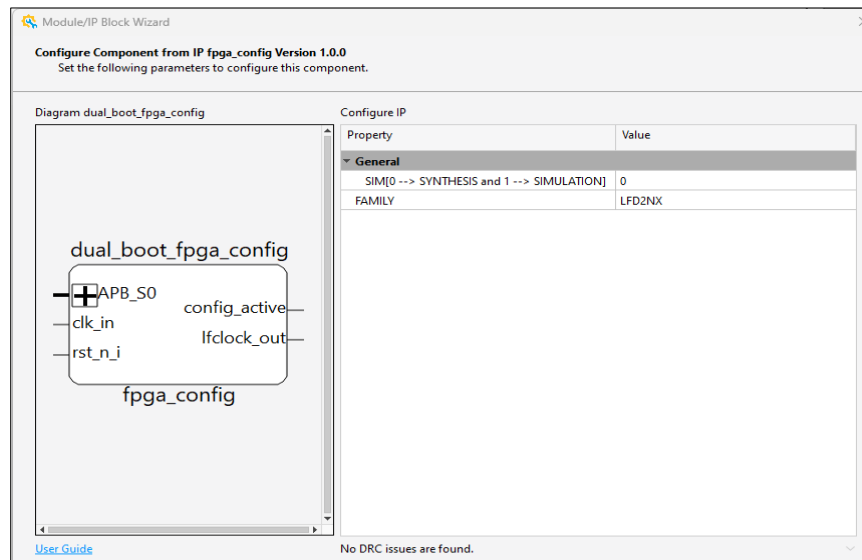 Module/IP Block Wizard
Configure Component from IP fpga_config Version 1.0.0
Set the following parameters to configure this component.
Diagram dual_boot_fpga_config
Configure IP
Property Value
General
SIM[0 --> SYNTHESIS and 1 --> SIMULATION] 0
FAMILY LFD2NX
dual_boot_fpga_config
APB_S0
config_active
clk_in
lfclock_out
rst_n_i
fpga_config
User Guide
No DRC issues are found.